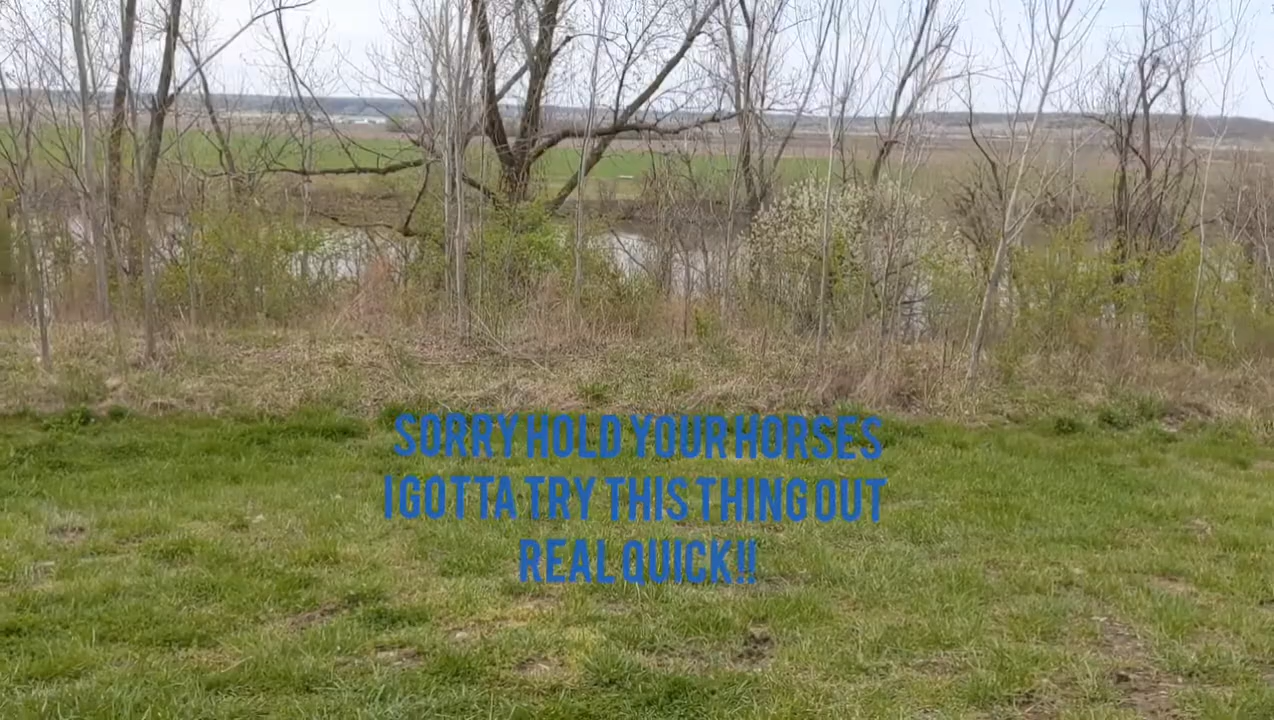 SORRY HOLD YOUR HORSES
I GOTTA TRY THIS THING OUT
REAL QUICK!!